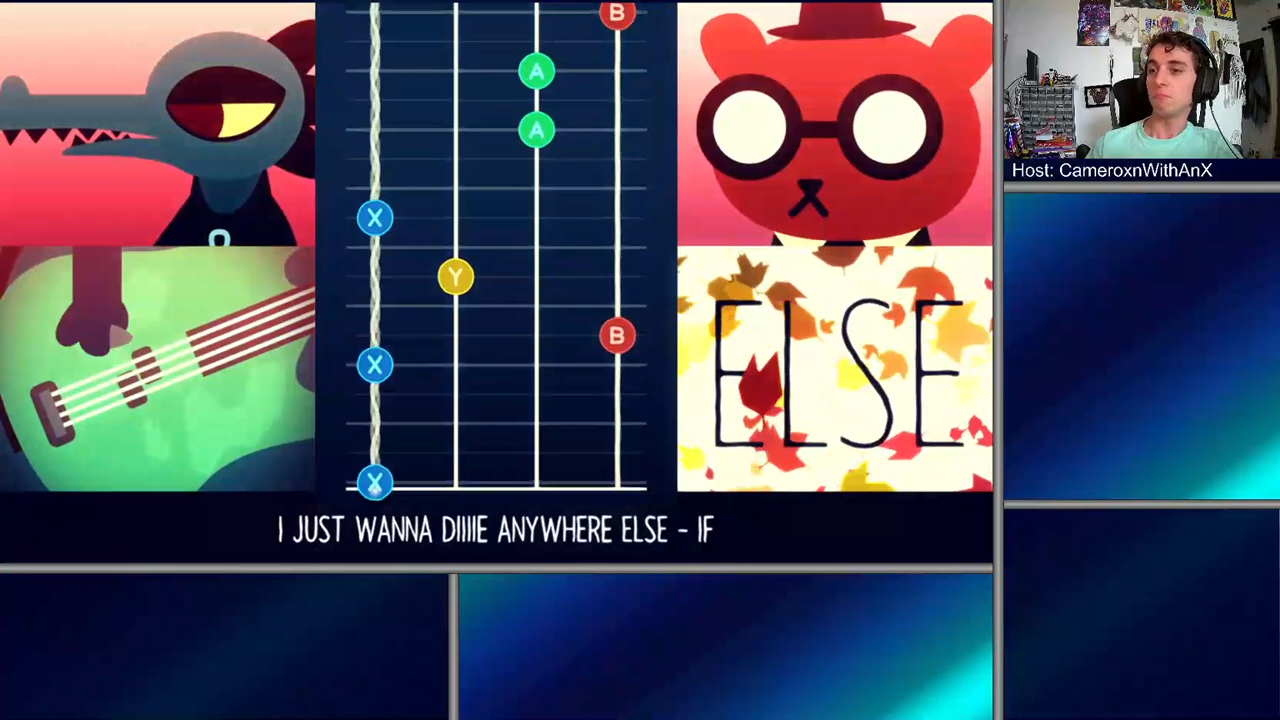 B
A
A
X
Y
B
X
X
ELSE
I JUST WANNA DIIIIE ANYWHERE ELSE - IF
Host: CameroxnWithAnX